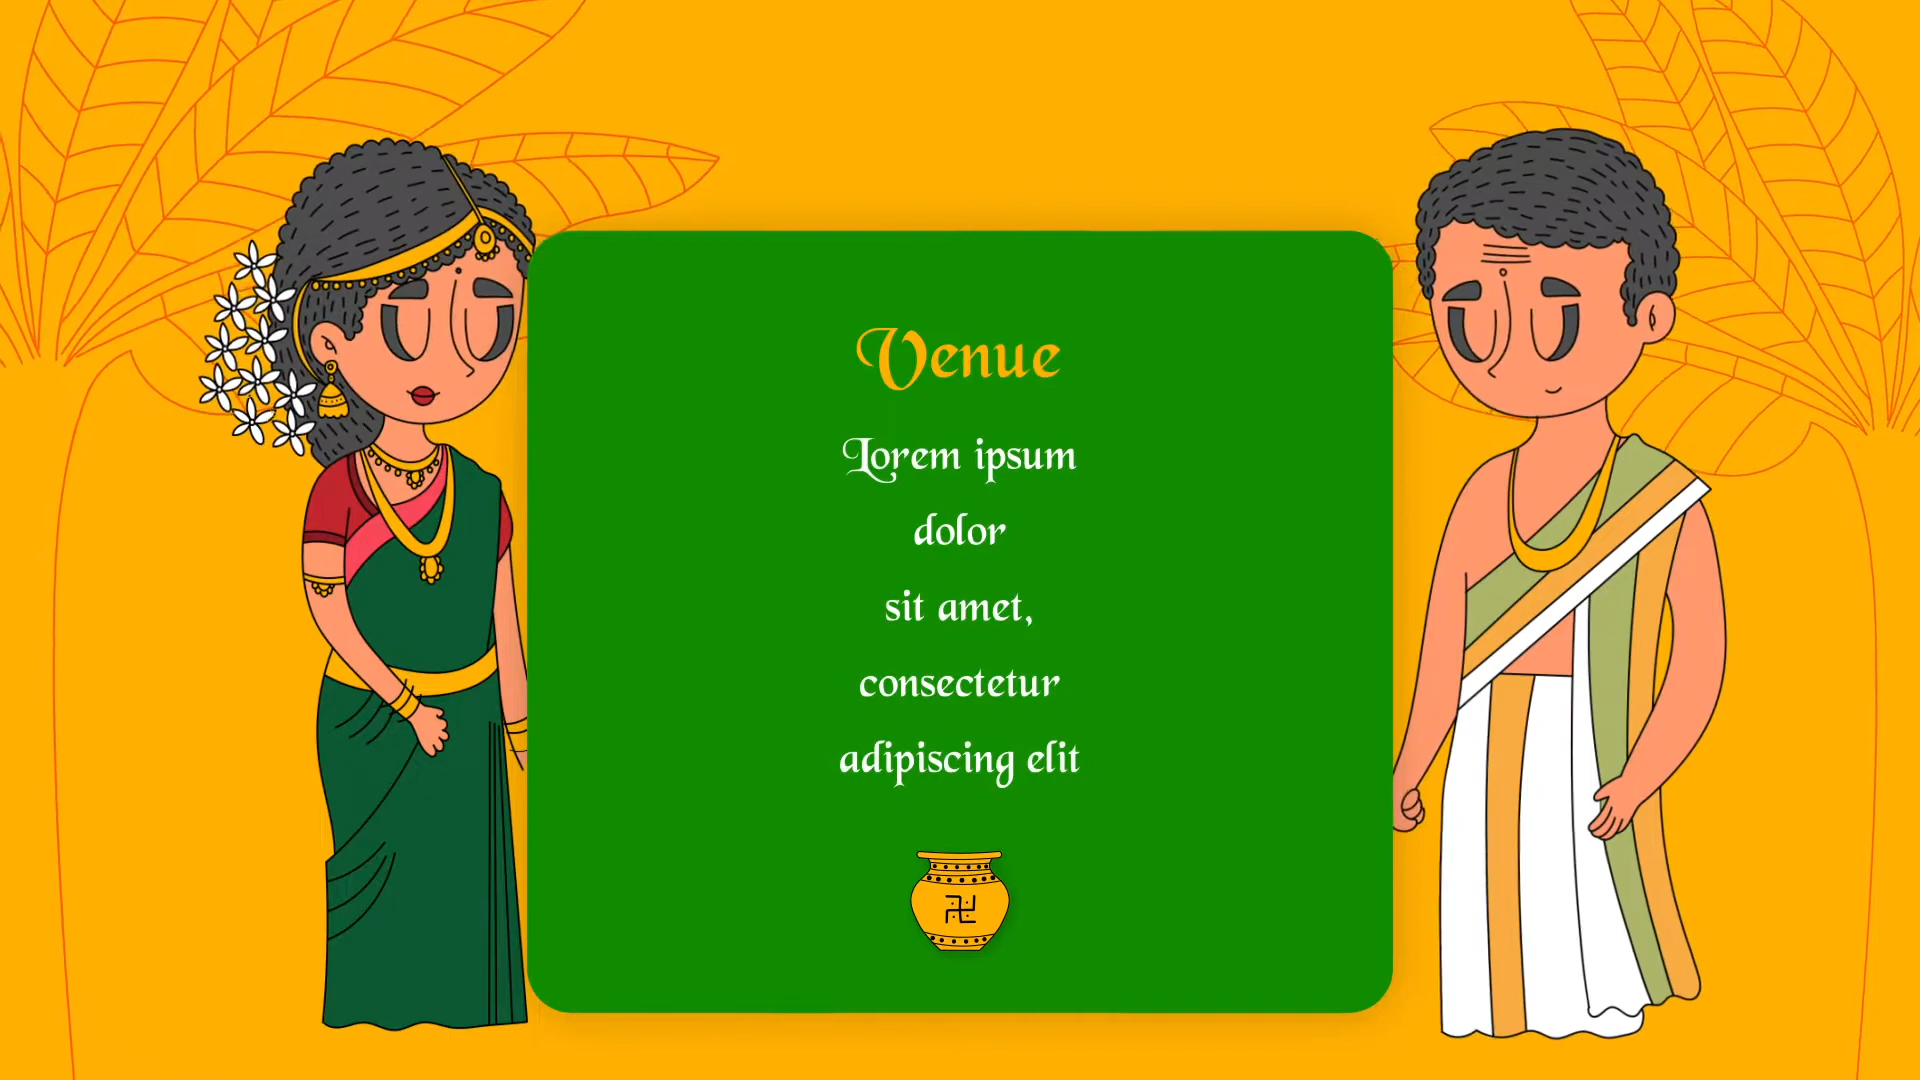 Venue
Lorem ipsum
dolor
sit amet,
consectetur
adipiscing elit